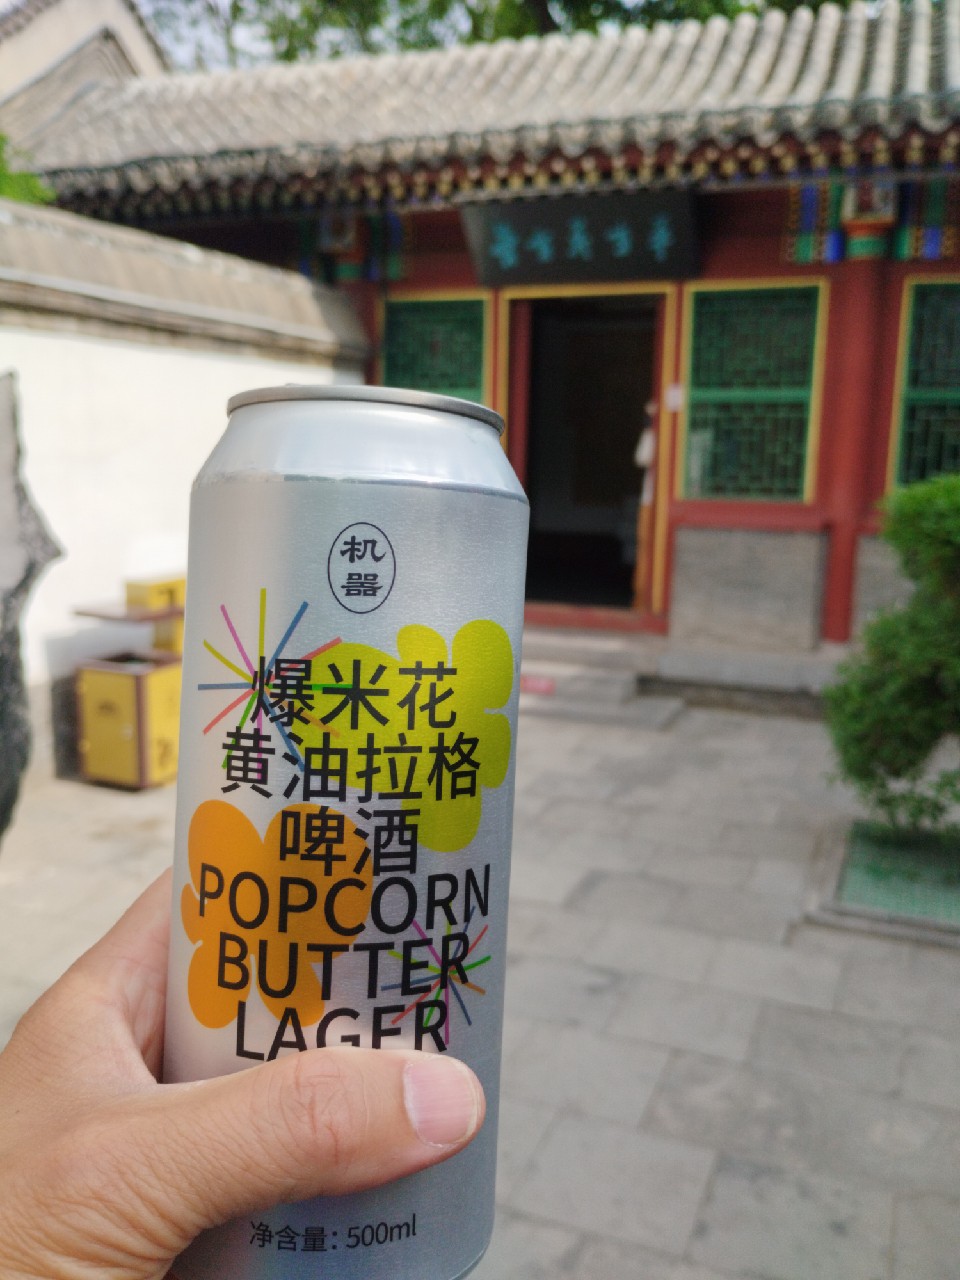 机
器
爆米花
黄油拉格
啤酒
POPCORN
BUTTER
LAGER
净含量: 500ml